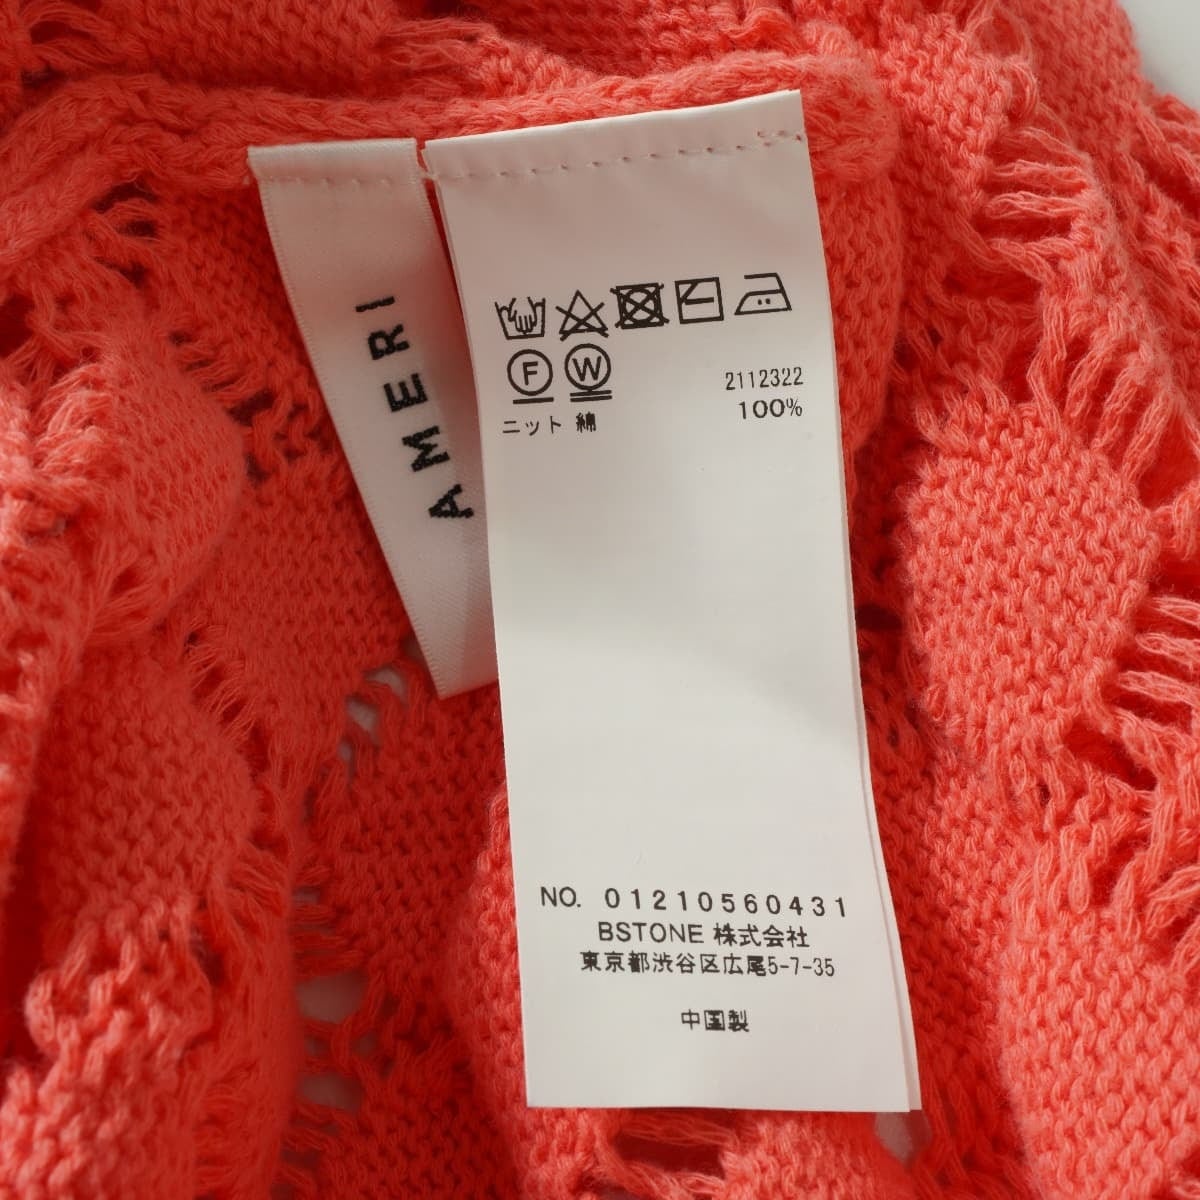 AMERI
F W
2112322
ニット 綿 100%
NO. 01210560431
BSTONE 株式会社
東京都渋谷区広尾5-7-35
中国製